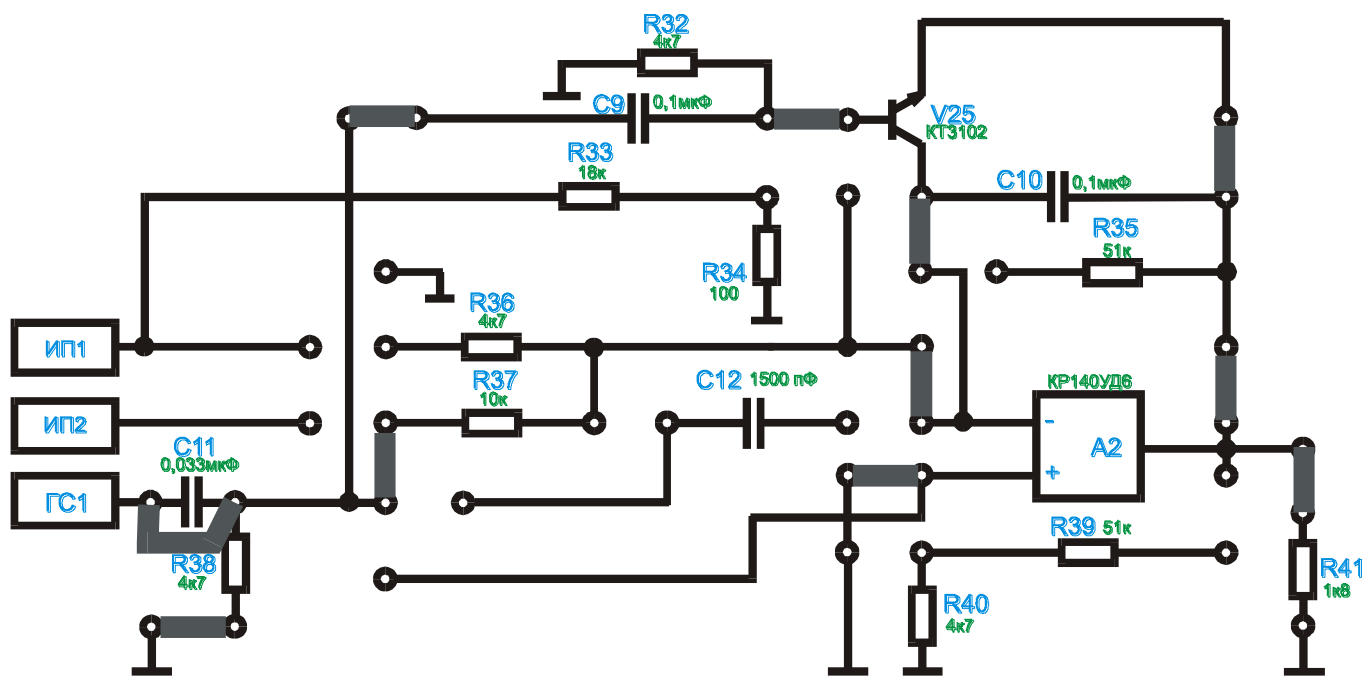 R32
4к7
C9
0,1мкФ
V25
КТ3102
R33
18к
C10
0,1мкФ
R34
100
R35
51к
R36
4к7
ИП1
R37
10к
C12
1500 пФ
КР140УД6
ИП2
-
А2
+
C11
0,033мкФ
ГС1
R39
51к
R38
4к7
R40
4к7
R41
1к8